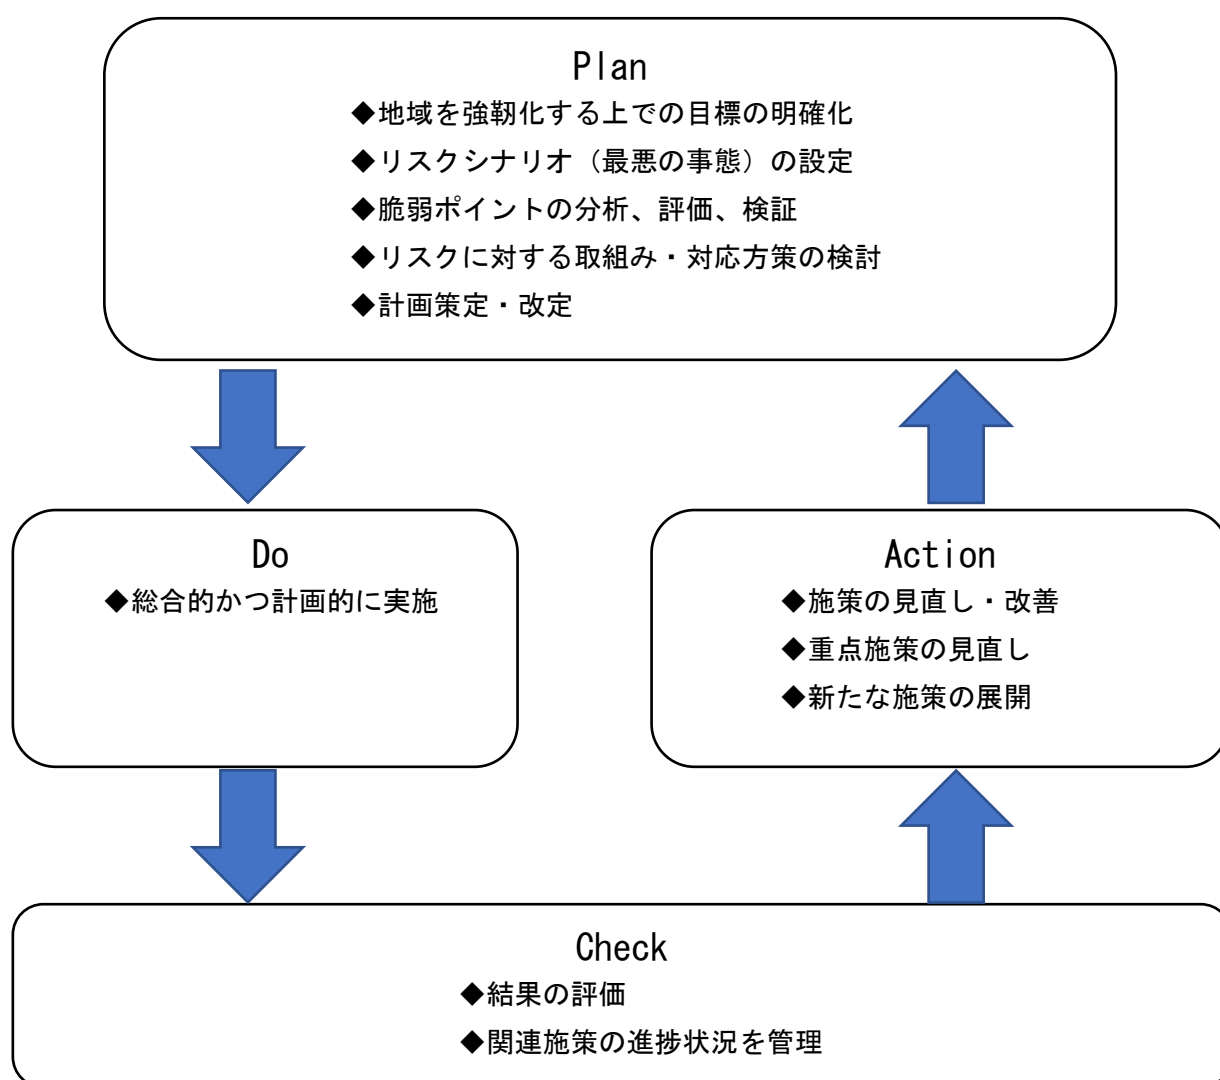 Plan
◆地域を強靭化する上での目標の明確化
◆リスクシナリオ（最悪の事態）の設定
◆脆弱ポイントの分析、評価、検証
◆リスクに対する取組み・対応方策の検討
◆計画策定・改定
Do
◆総合的かつ計画的に実施
Action
◆施策の見直し・改善
◆重点施策の見直し
◆新たな施策の展開
Check
◆結果の評価
◆関連施策の進捗状況を管理